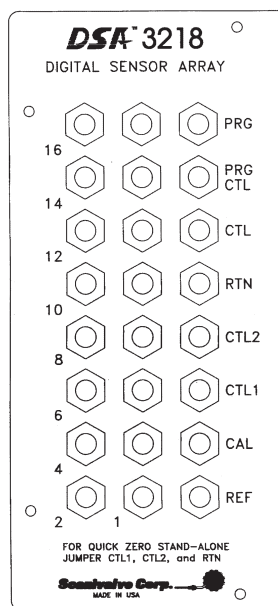 DSA™ 3218
DIGITAL SENSOR ARRAY
PRG
16
PRG
CTL
14
CTL
12
RTN
10
CTL2
8
CTL1
6
CAL
4
REF
2 1
FOR QUICK ZERO STAND-ALONE
JUMPER CTL1, CTL2, and RTN
Scanivalve Corp.
MADE IN USA